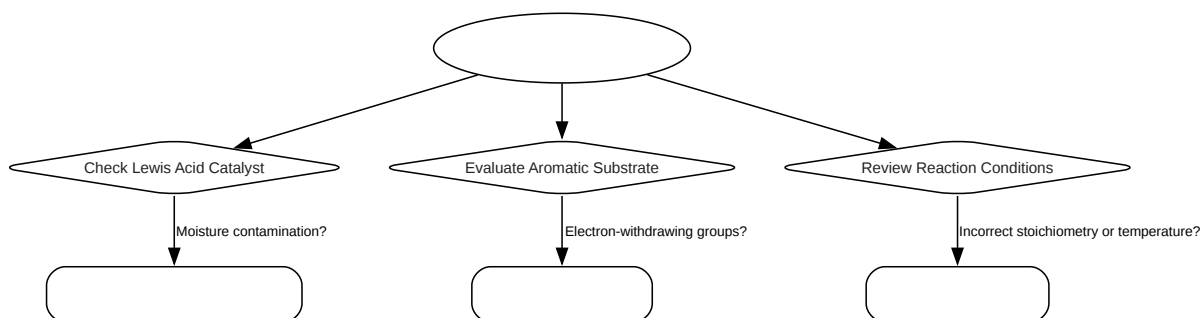 Check Lewis Acid Catalyst
Evaluate Aromatic Substrate
Review Reaction Conditions
Moisture contamination?
Electron-withdrawing groups?
Incorrect stoichiometry or temperature?